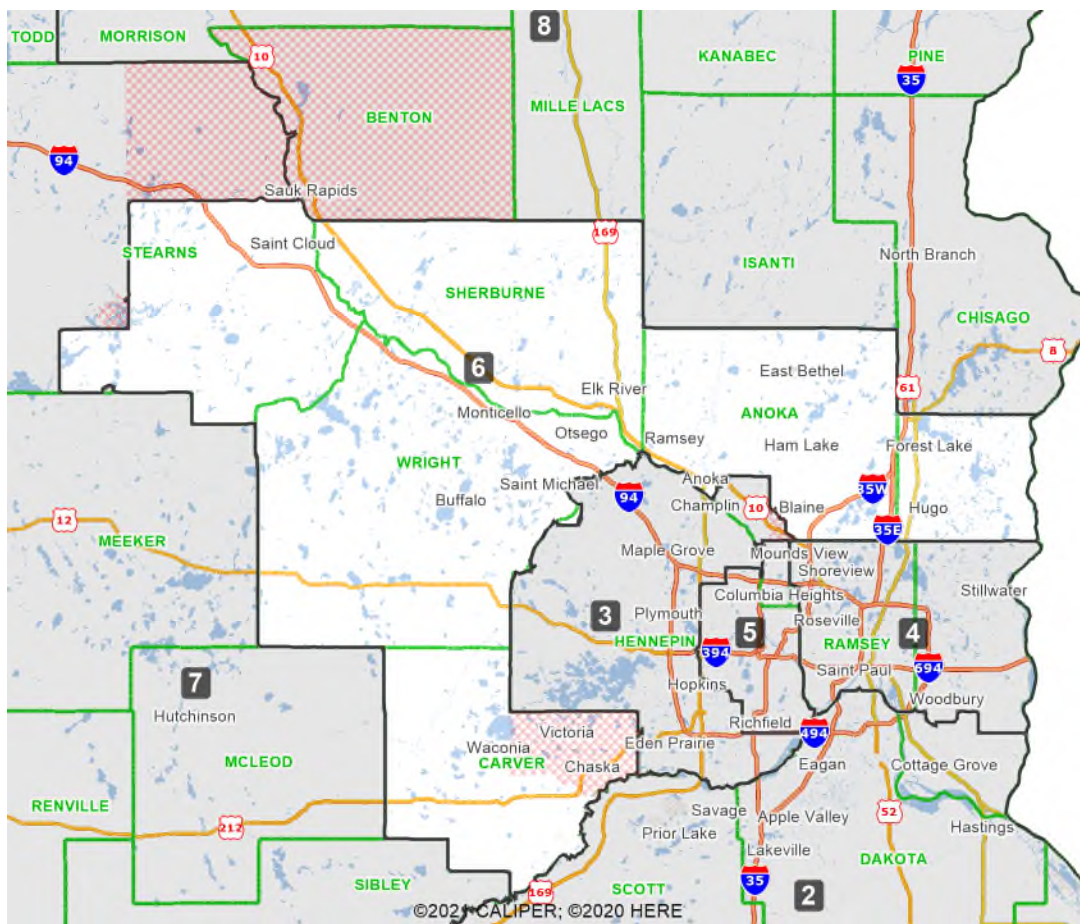 TODD
MORRISON
8
KANABEC
PINE
10
35
MILLE LACS
BENTON
94
Sauk Rapids
169
Saint Cloud
STEARNS
ISANTI
North Branch
SHERBURNE
CHISAGO
8
6
East Bethel
61
Elk River
Monticello
ANOKA
Otsego
Ramsey
Ham Lake
Forest Lake
WRIGHT
Saint Michael
Anoka
35W
Buffalo
94
Champlin
10
Blaine
Hugo
12
35E
MEEKER
Maple Grove
Mounds View
Shoreview
Columbia Heights
Stillwater
3
Plymouth
5
Roseville
4
HENNEPIN
RAMSEY
394
Saint Paul
694
7
Hopkins
Woodbury
Hutchinson
Richfield
Victoria
494
Waconia
Eden Prairie
CARVER
MCLEOD
Chaska
Eagan
Cottage Grove
RENVILLE
212
Savage
Apple Valley
52
Prior Lake
Hastings
Lakeville
DAKOTA
SIBLEY
35
169
SCOTT
2
©2021 CALIPER; ©2020 HERE